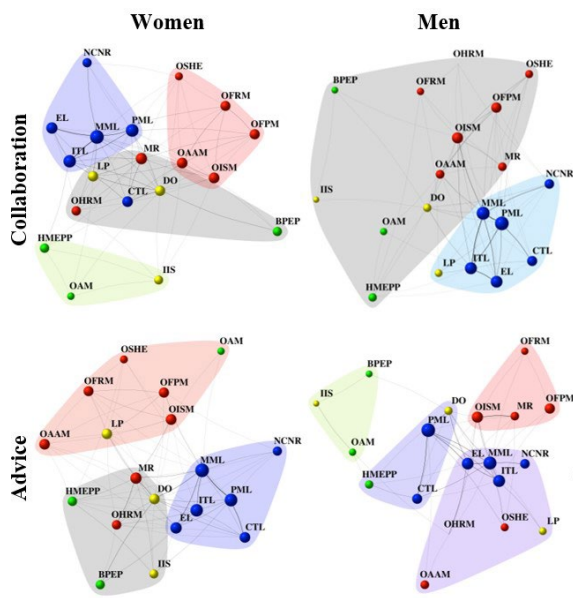 Women
Men
Collaboration
NCNR
OSHE
EL
MML
PML
OFRM
OFPM
ITL
LP
MR
OAAM
OISM
DO
CTL
OHRM
BPEP
HMEPP
IIS
OAM
OHRM
OSHE
BPEP
OFRM
OFPM
OISM
OAAM
MR
NCNR
IIS
DO
MML
PML
OAM
LP
ITL
EL
CTL
HMEPP
Advice
OSHE
OAM
OFRM
OFPM
LP
OISM
OAAM
NCNR
MR
MML
HMEPP
DO
ITL
PML
OHRM
EL
CTL
BPEP
IIS
OFRM
BPEP
IIS
DO
OISM
MR
OFPM
PML
OAM
EL
MML
NCNR
HMEPP
CTL
ITL
OHRM
OSHE
LP
OAAM